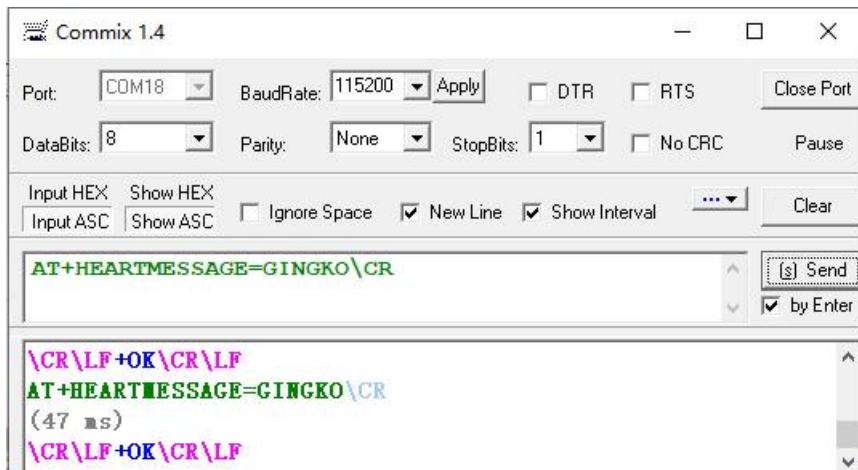 Commix 1.4
Port: COM18 BaudRate: 115200 Apply DTR RTS Close Port
DataBits: 8 Parity: None StopBits: 1 No CRC Pause
Input HEX Show HEX
Input ASC Show ASC Ignore Space New Line Show Interval ... Clear
AT+HEARTMESSAGE=GINGKO\CR
(s) Send
by Enter
\CR\LF+OK\CR\LF
AT+HEARTMESSAGE=GINGKO\CR
(47 ms)
\CR\LF+OK\CR\LF